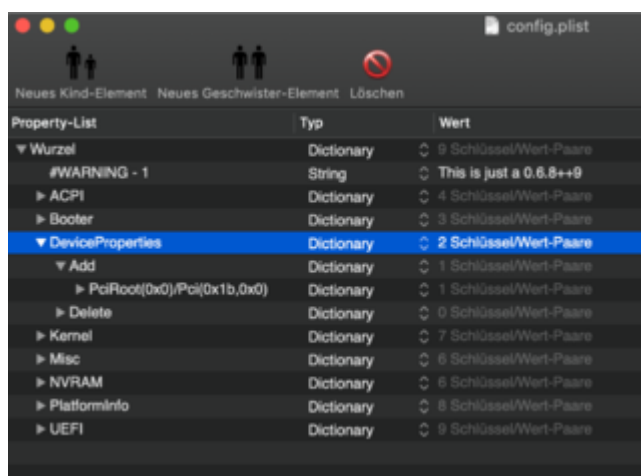 config.plist
Neues Kind-Element Neues Geschwister-Element Löschen
Property-List Typ Wert
Wurzel Dictionary 9 Schlüssel/Wert-Paare
#WARNING - 1 String This is just a 0.6.8++9
ACPI Dictionary 4 Schlüssel/Wert-Paare
Booter Dictionary 3 Schlüssel/Wert-Paare
DeviceProperties Dictionary 2 Schlüssel/Wert-Paare
Add Dictionary 1 Schlüssel/Wert-Paare
PciRoot(0x0)/Pci(0x1b,0x0) Dictionary 1 Schlüssel/Wert-Paare
Delete Dictionary 0 Schlüssel/Wert-Paare
Kernel Dictionary 7 Schlüssel/Wert-Paare
Misc Dictionary 6 Schlüssel/Wert-Paare
NVRAM Dictionary 6 Schlüssel/Wert-Paare
PlatformInfo Dictionary 8 Schlüssel/Wert-Paare
UEFI Dictionary 9 Schlüssel/Wert-Paare